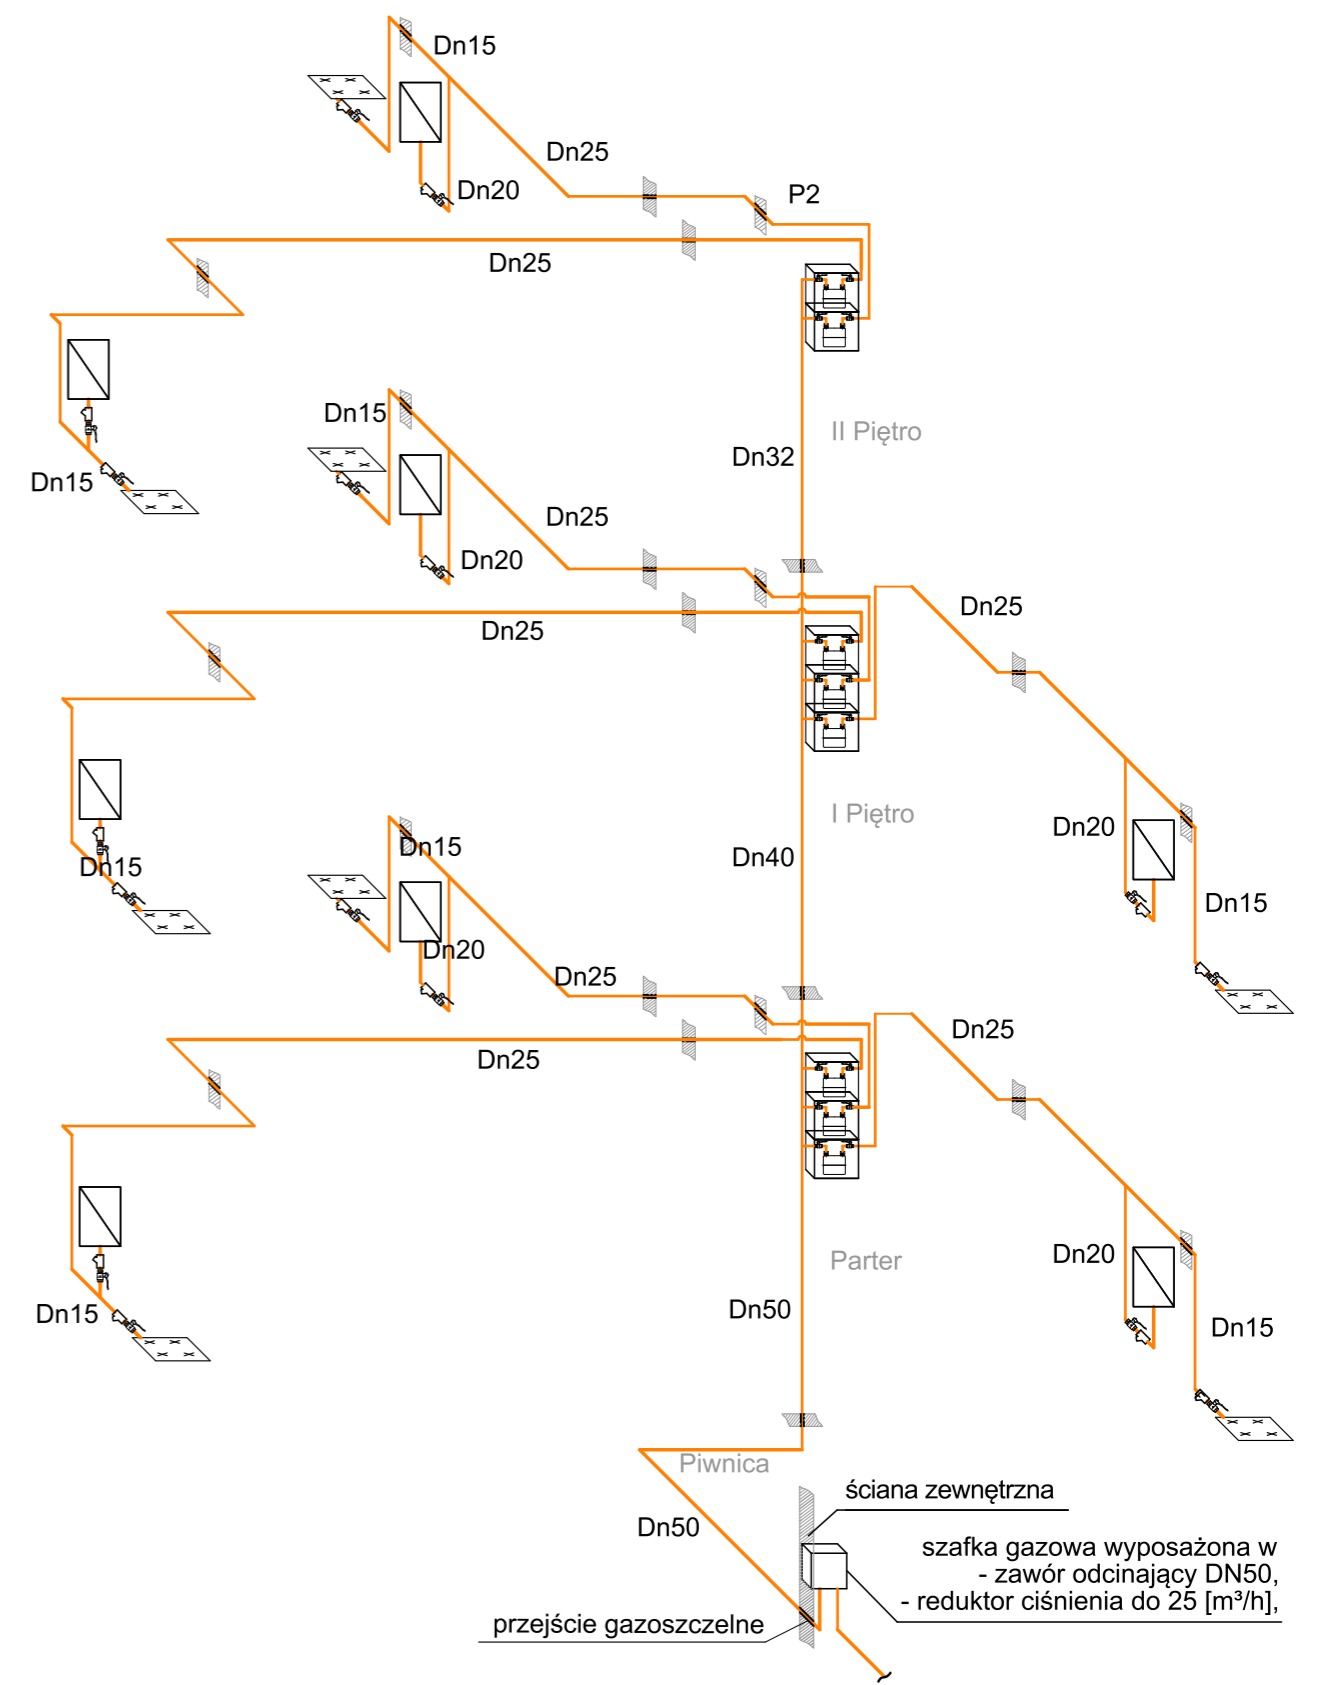 Dn15
Dn25
Dn20
P2
Dn25
Dn15
II Piętro
Dn32
Dn15
Dn25
Dn20
Dn25
Dn25
I Piętro
Dn20
Dn15
Dn40
Dn15
Dn15
Dn20
Dn25
Dn25
Dn25
Parter
Dn20
Dn50
Dn15
Dn15
Piwnica
ściana zewnętrzna
Dn50
szafka gazowa wyposażona w
- zawór odcinający DN50,
- reduktor ciśnienia do 25 [m³/h],
przejście gazoszczelne